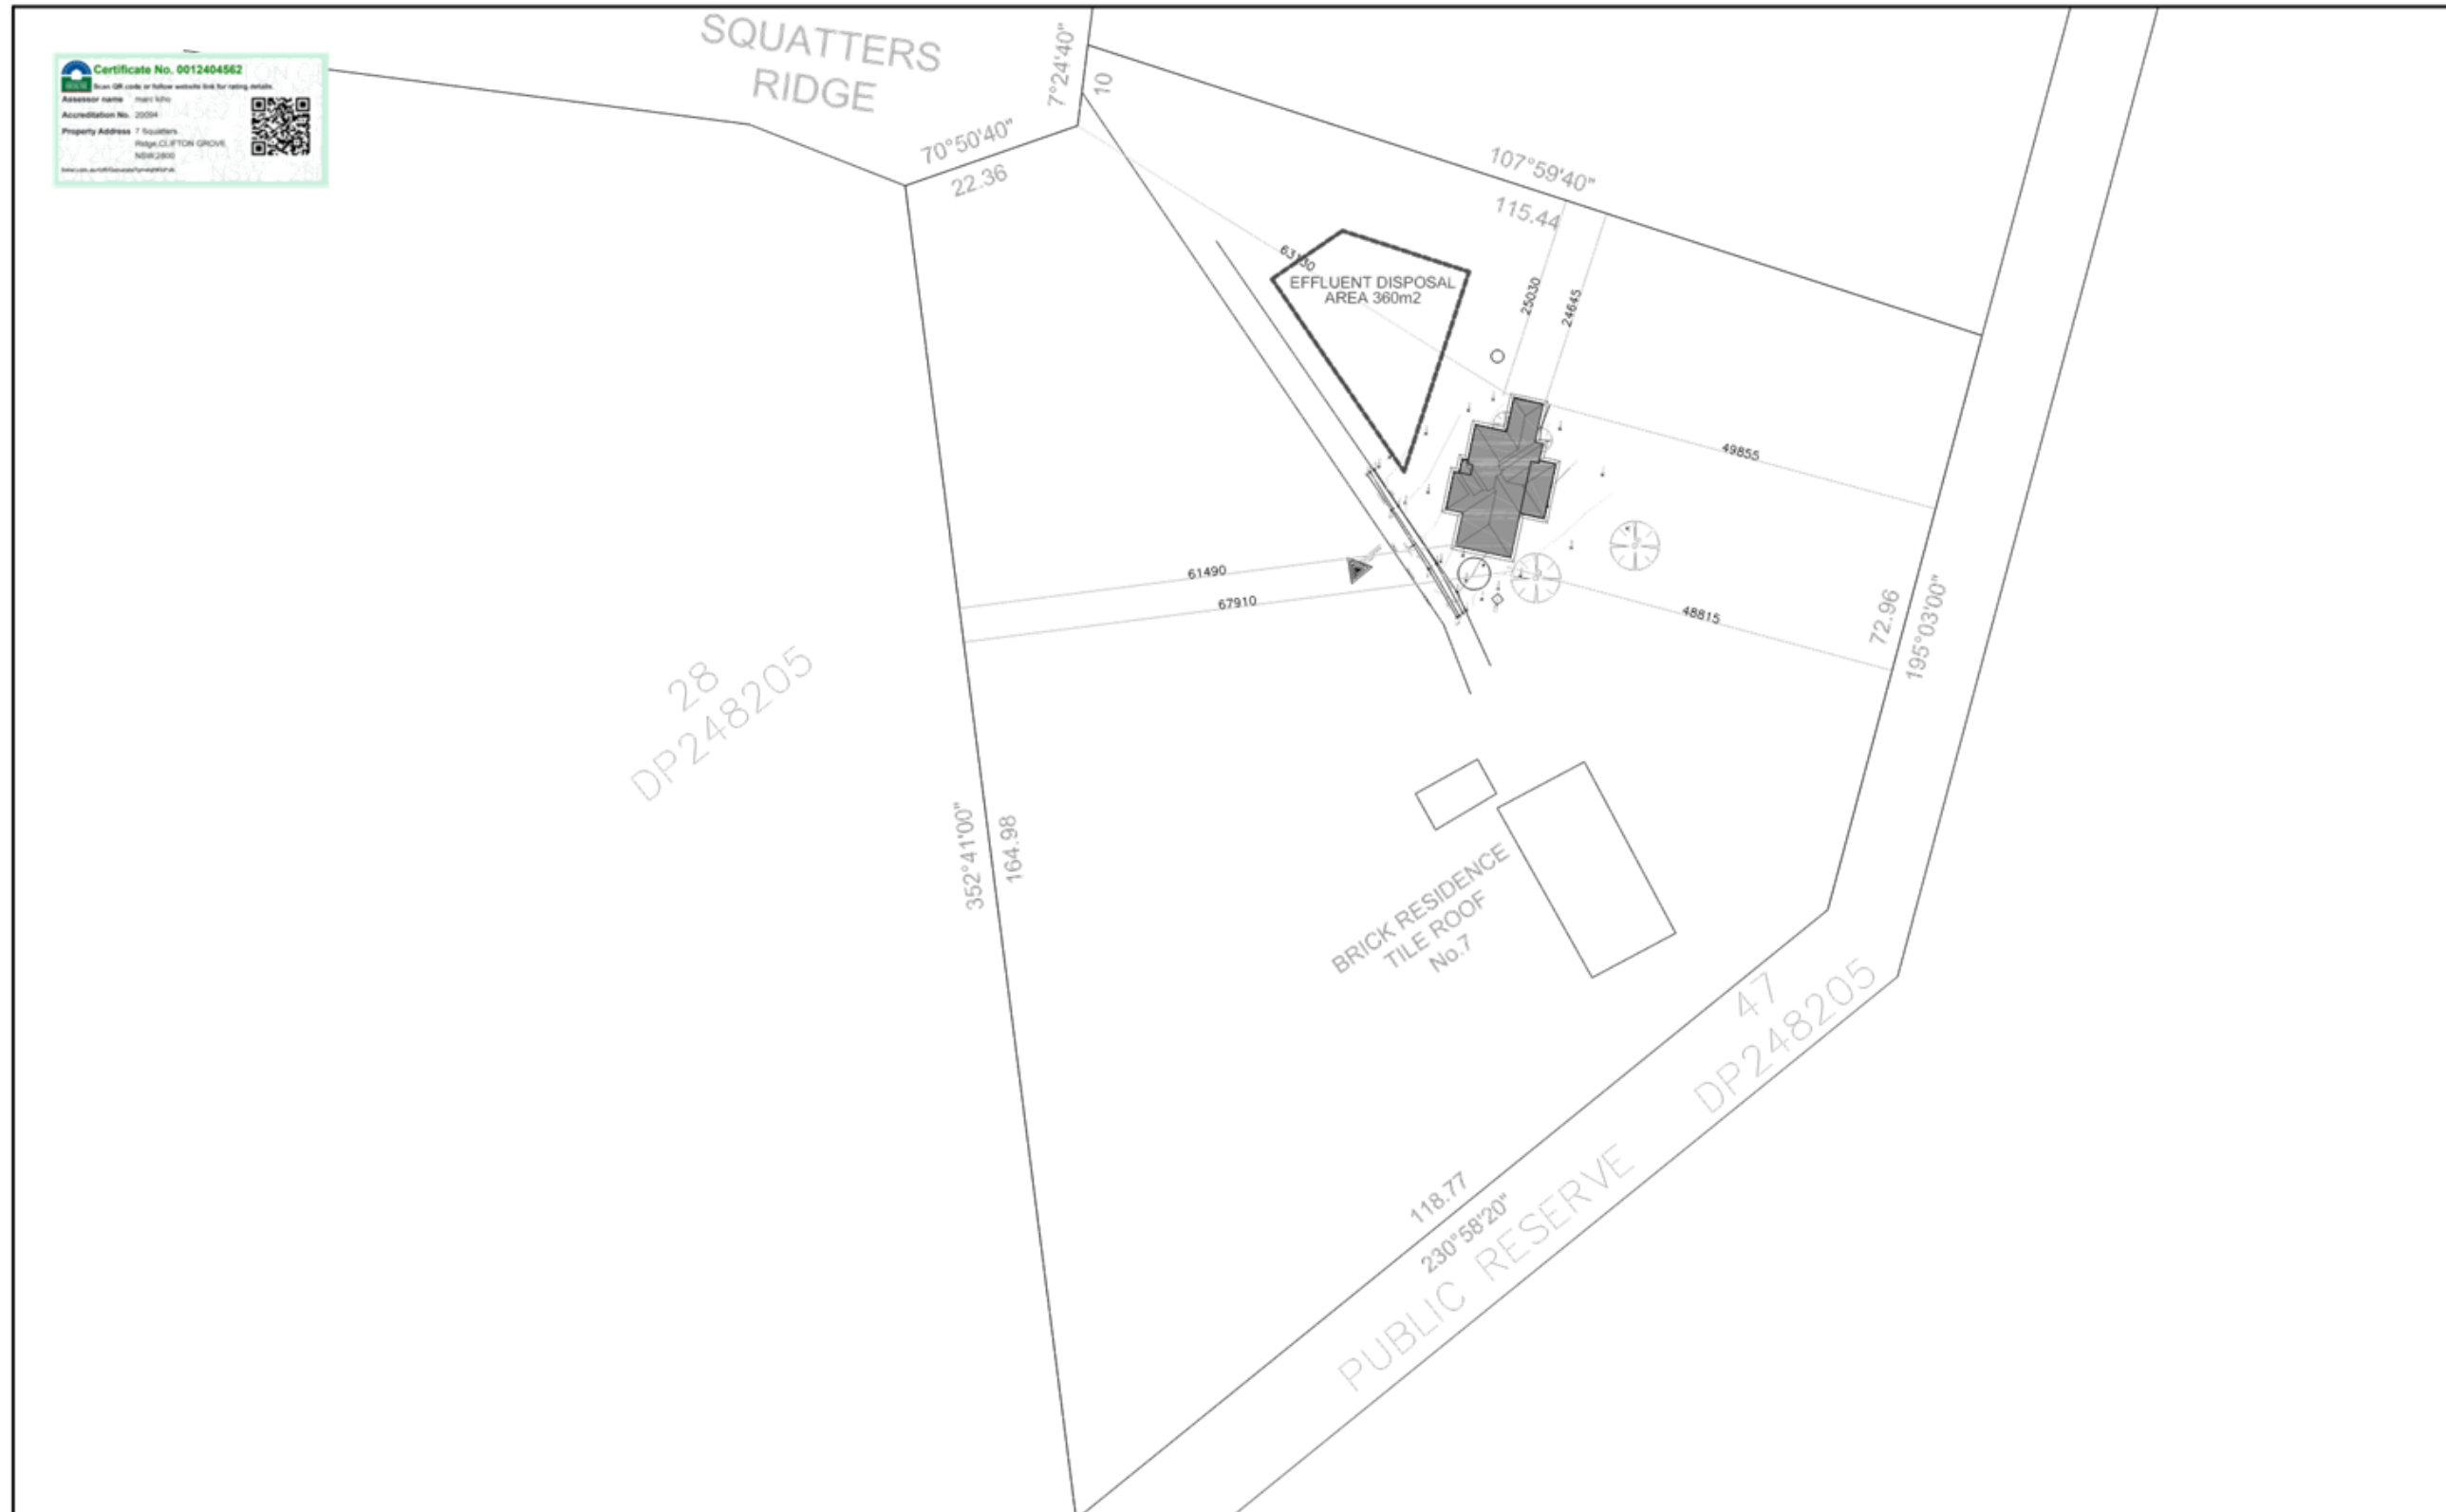 SQUATTERS
RIDGE
Certificate No. 0012404562
Scan QR code or follow website link for rating details.
Assessor name
Accreditation No. 20094
Property Address 7 Squatters
Ridge,CLIFTON GROVE
NSW,2800
7°24'40"
10
70°50'40"
22.36
107°59'40"
115.44
63130
EFFLUENT DISPOSAL
AREA 360m2
25030
24645
49855
61490
67910
48815
72.96
195°03'00"
28
DP248205
352°41'00"
164.98
BRICK RESIDENCE
TILE ROOF
No.7
47
DP248205
118.77
230°58'20"
PUBLIC RESERVE